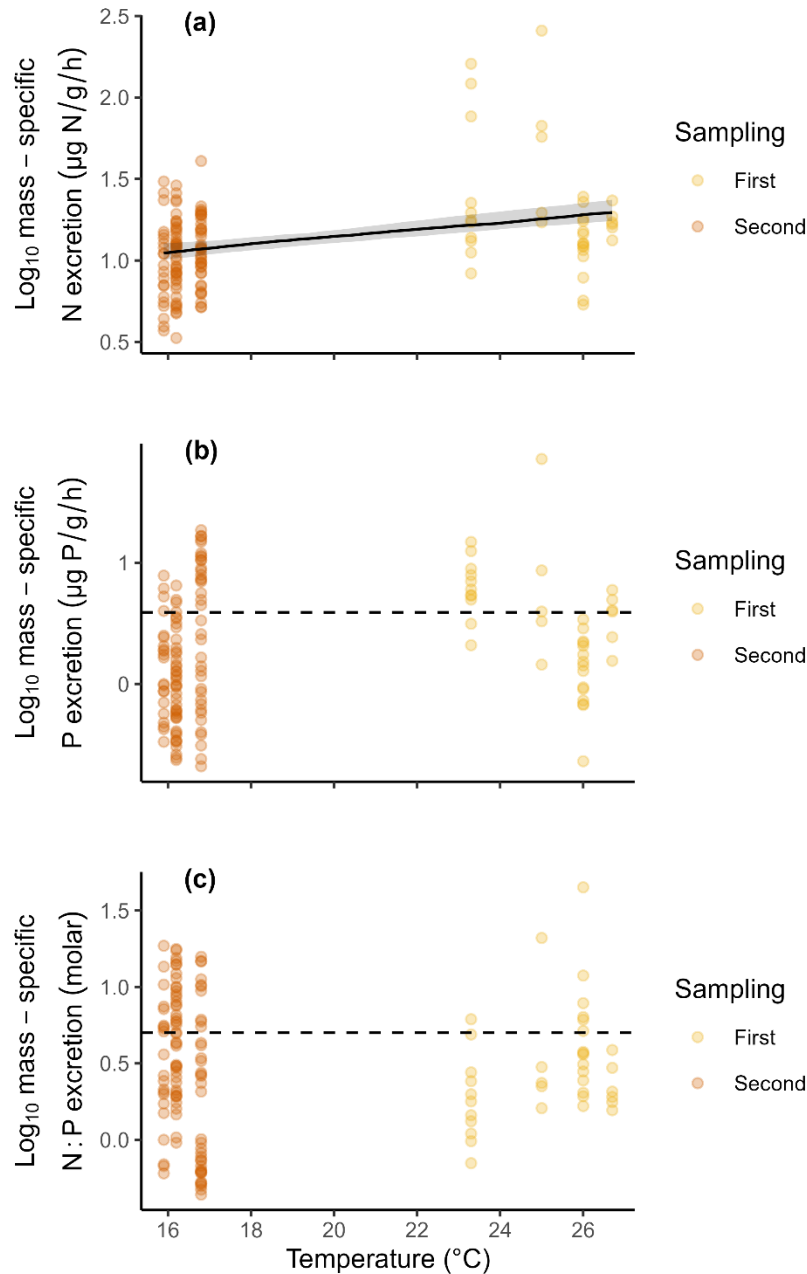 (a)
Log₁₀ mass − specific
N excretion (µg N/g/h)
2.5
2.0
1.5
1.0
0.5
Sampling
First
Second
(b)
Log₁₀ mass − specific
P excretion (µg P/g/h)
1
0
Sampling
First
Second
(c)
Log₁₀ mass − specific
N : P excretion (molar)
1.5
1.0
0.5
0.0
Sampling
First
Second
16 18 20 22 24 26
Temperature (°C)